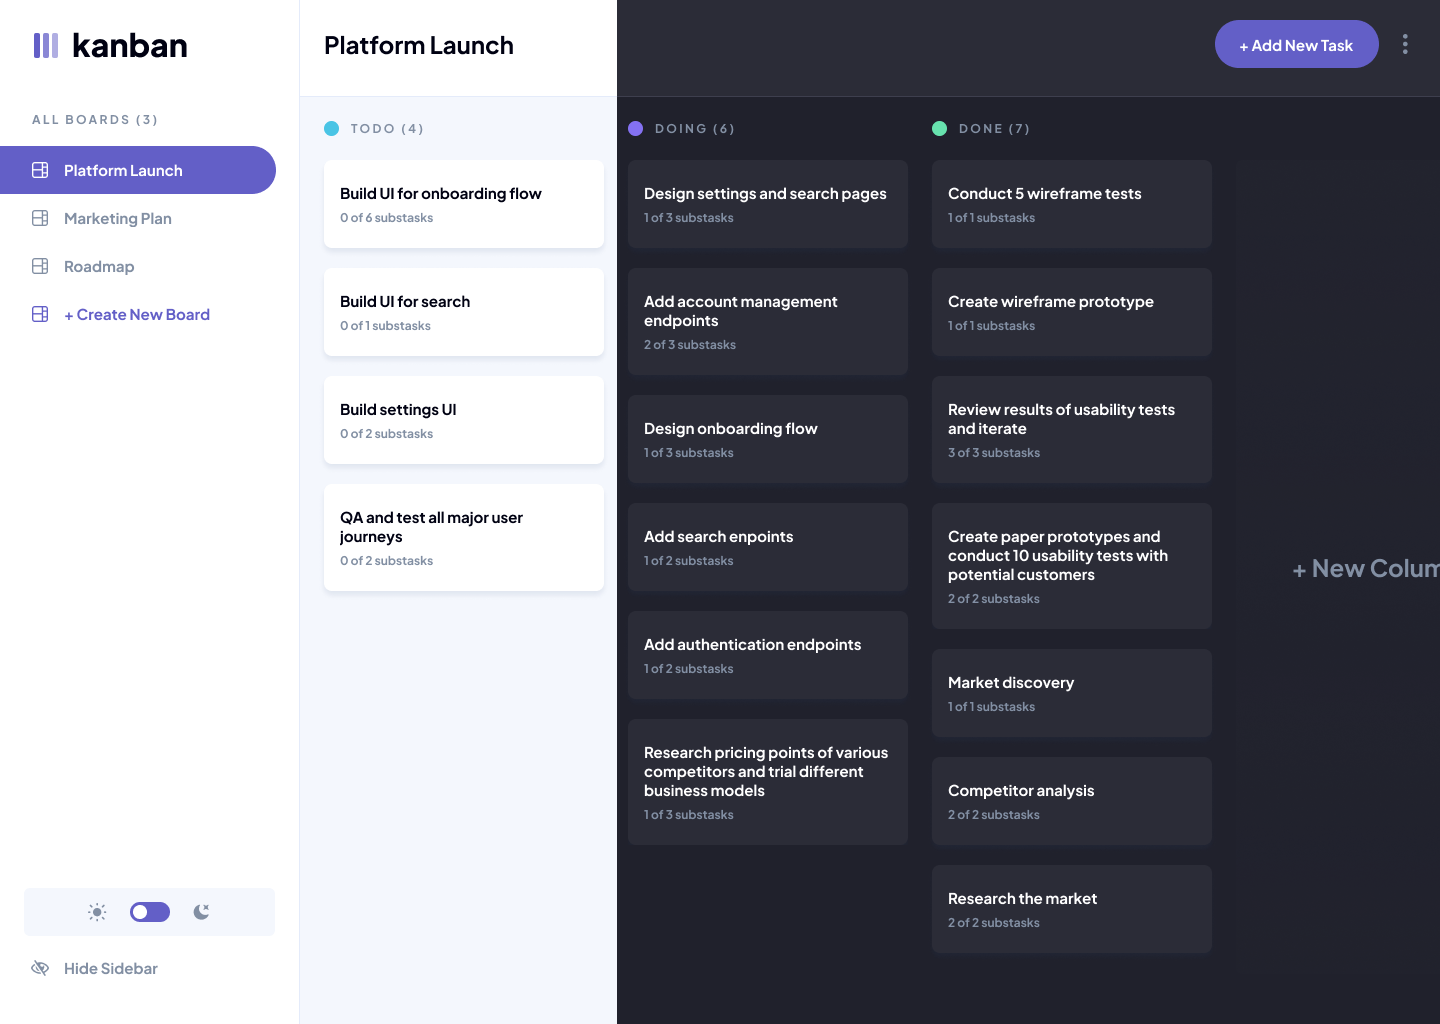 kanban
Platform Launch
+ Add New Task
ALL BOARDS (3)
Platform Launch
Marketing Plan
Roadmap
+ Create New Board
Hide Sidebar
TODO (4)
Build UI for onboarding flow
0 of 6 substasks
Build UI for search
0 of 1 substasks
Build settings UI
0 of 2 substasks
QA and test all major user
journeys
0 of 2 substasks
DOING (6)
Design settings and search pages
1 of 3 substasks
Add account management
endpoints
2 of 3 substasks
Design onboarding flow
1 of 3 substasks
Add search enpoints
1 of 2 substasks
Add authentication endpoints
1 of 2 substasks
Research pricing points of various
competitors and trial different
business models
1 of 3 substasks
DONE (7)
Conduct 5 wireframe tests
1 of 1 substasks
Create wireframe prototype
1 of 1 substasks
Review results of usability tests
and iterate
3 of 3 substasks
Create paper prototypes and
conduct 10 usability tests with
potential customers
2 of 2 substasks
Market discovery
1 of 1 substasks
Competitor analysis
2 of 2 substasks
Research the market
2 of 2 substasks
+ New Colum